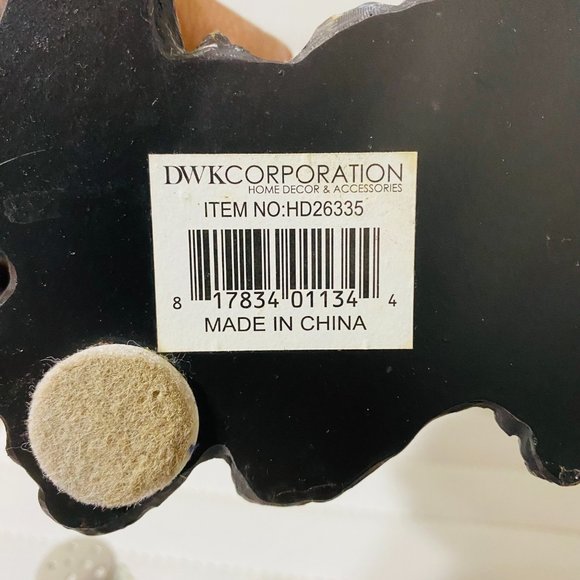 DWKCORPORATION
HOME DECOR & ACCESSORIES
ITEM NO:HD26335
8 17834 01134 4
MADE IN CHINA